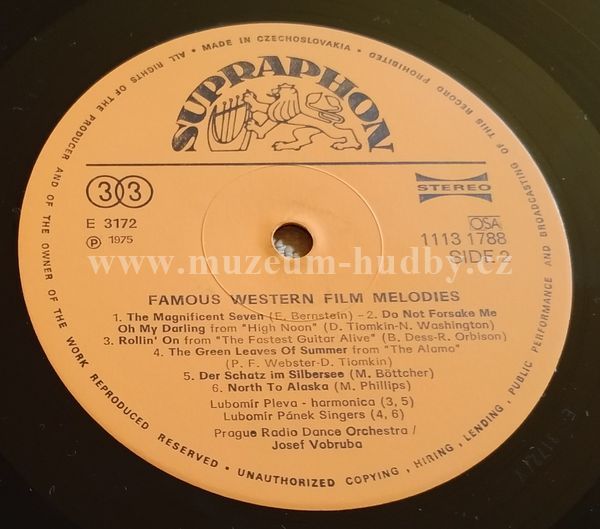 ALL RIGHTS OF THE PRODUCER AND OF THE OWNER OF THE WORK REPRODUCED RESERVED • UNAUTHORIZED COPYING, HIRING, LENDING, PUBLIC PERFORMANCE AND BROADCASTING OF THIS RECORD PROHIBITED • MADE IN CZECHOSLOVAKIA •
SUPRAPHON
33
STEREO
E 3172
OSA
℗ 1975
1113 1788
SIDE 2
www.muzeum-hudby.cz
FAMOUS WESTERN FILM MELODIES
1. The Magnificent Seven (E. Bernstein) – 2. Do Not Forsake Me
Oh My Darling from "High Noon" (D. Tiomkin-N. Washington)
3. Rollin' On from "The Fastest Guitar Alive" (B. Dess-R. Orbison)
4. The Green Leaves Of Summer from "The Alamo"
(P. F. Webster-D. Tiomkin)
5. Der Schatz im Silbersee (M. Böttcher)
6. North To Alaska (M. Phillips)
Lubomír Pleva - harmonica (3, 5)
Lubomír Pánek Singers (4, 6)
Prague Radio Dance Orchestra /
Josef Vobruba